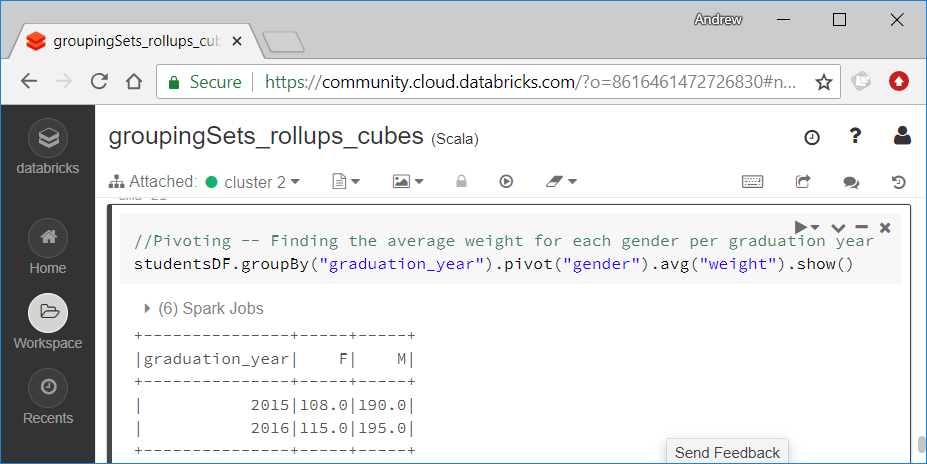 Andrew
groupingSets_rollups_cub
Secure https://community.cloud.databricks.com/?o=8616461472726830#n...
databricks
groupingSets_rollups_cubes (Scala)
?
Attached: cluster 2
//Pivoting -- Finding the average weight for each gender per graduation year
studentsDF.groupBy("graduation_year").pivot("gender").avg("weight").show()
Home
(6) Spark Jobs
Workspace
+---------------+-----+-----+
|graduation_year|    F|    M|
+---------------+-----+-----+
|           2015|108.0|190.0|
|           2016|115.0|195.0|
+---------------+-----+-----+
Recents
Send Feedback